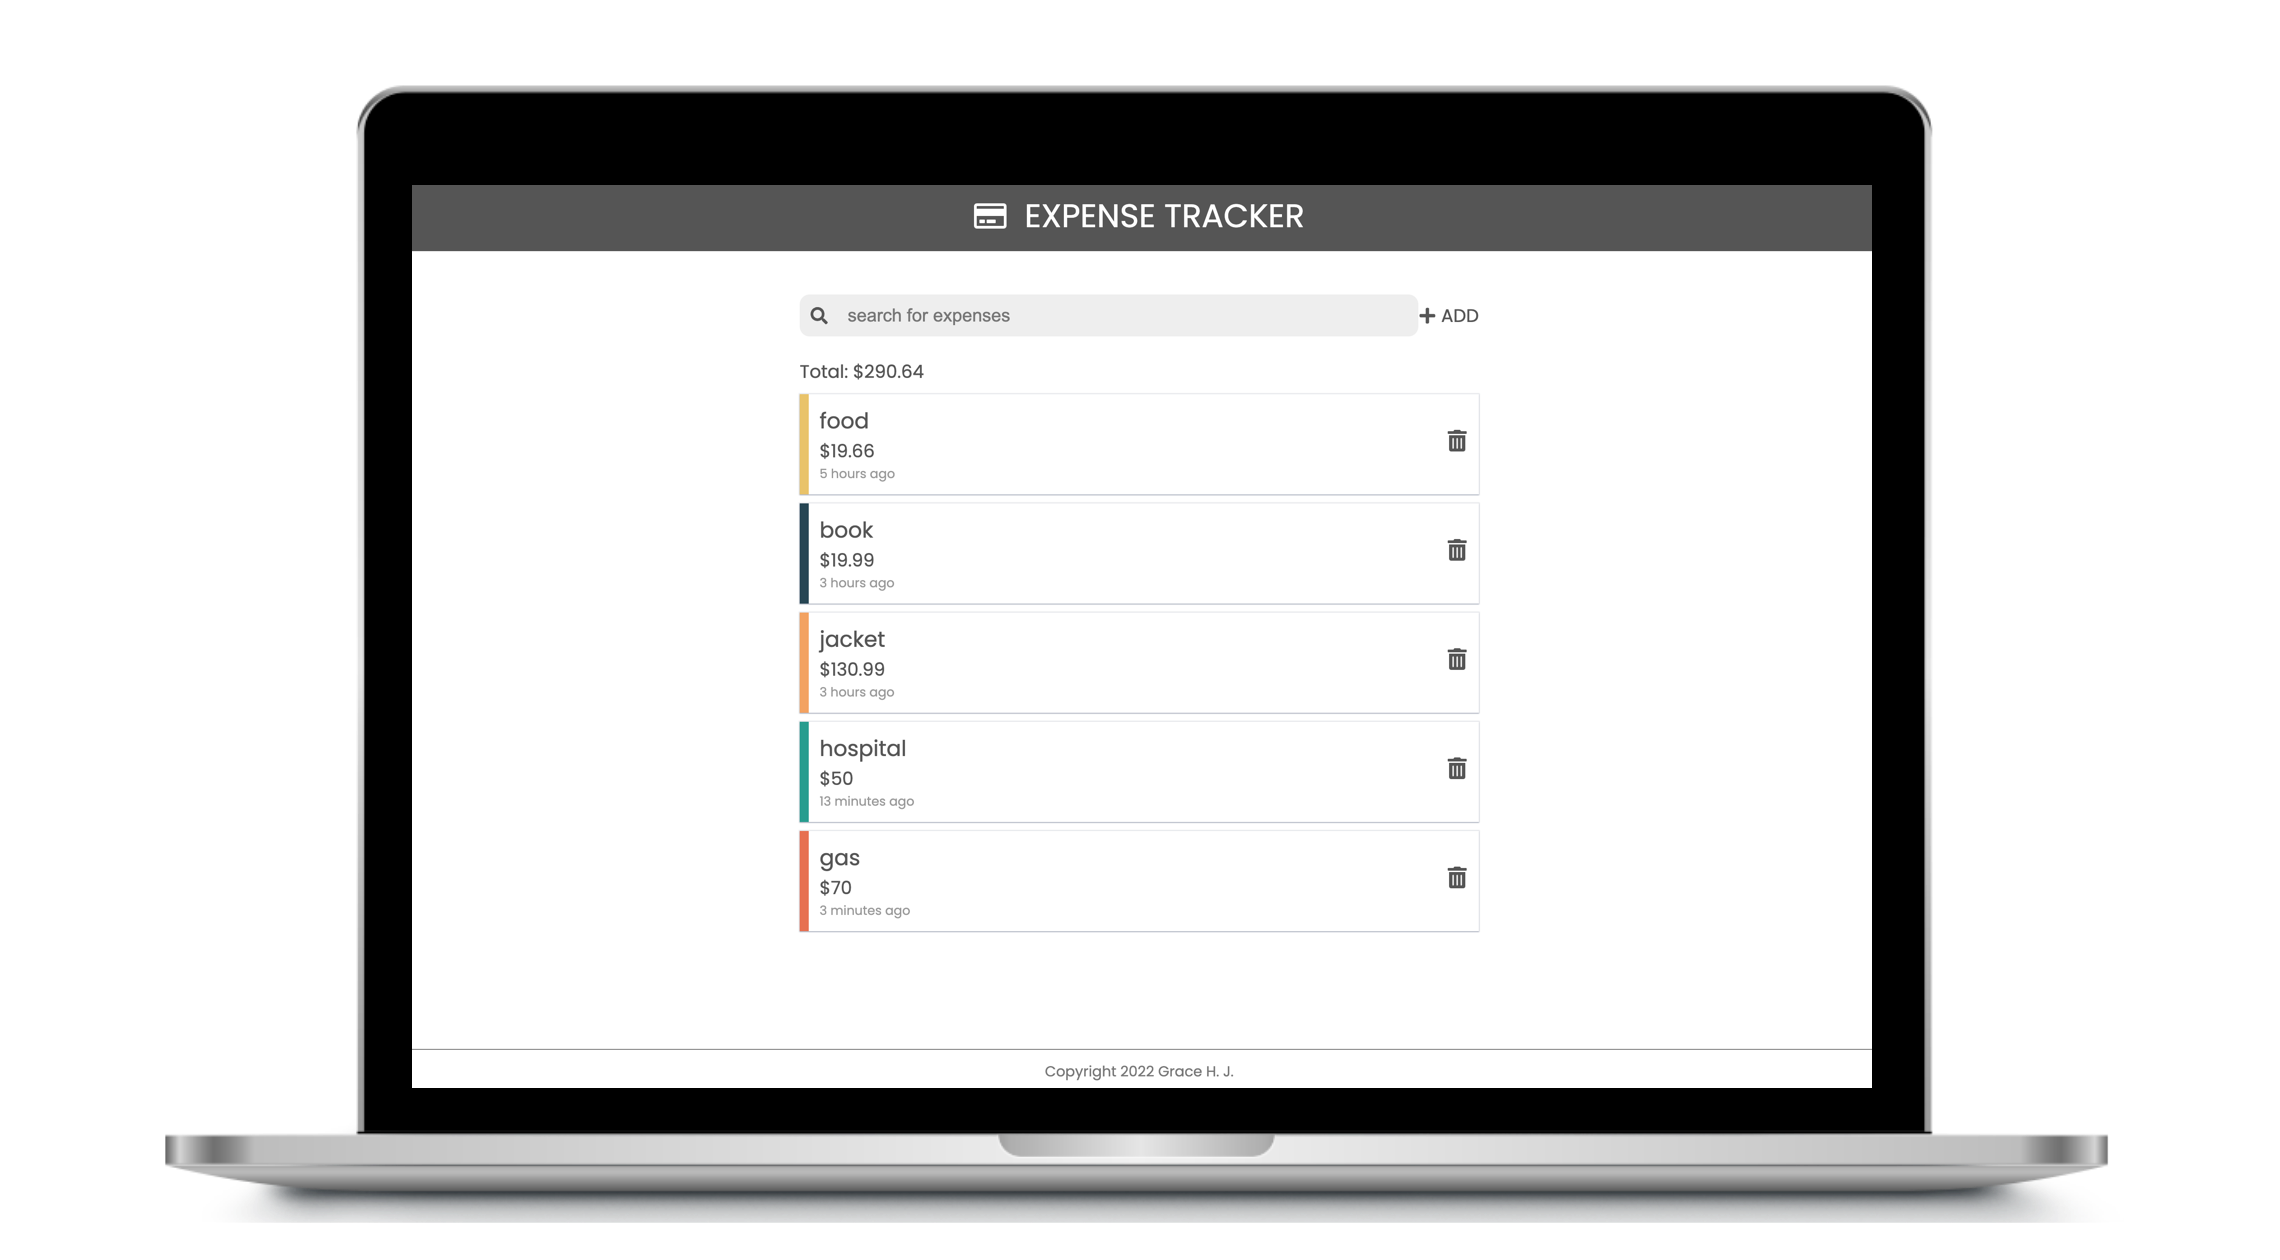 EXPENSE TRACKER
search for expenses
ADD
Total: $290.64
food
$19.66
5 hours ago
book
$19.99
3 hours ago
jacket
$130.99
3 hours ago
hospital
$50
13 minutes ago
gas
$70
3 minutes ago
Copyright 2022 Grace H. J.